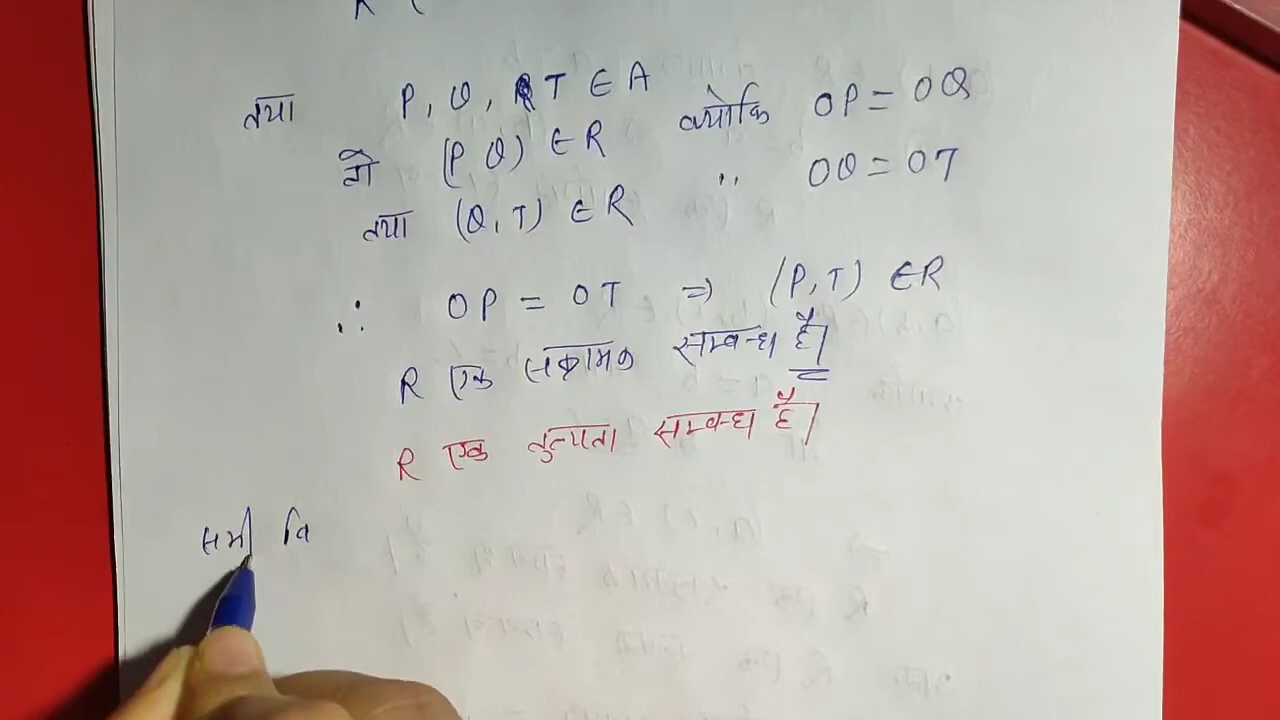 R (
तथा P, Q, T ∈ A क्योकि OP = OQ
तो (P, Q) ∈ R ,, OQ = OT
तथा (Q, T) ∈ R
∴ OP = OT ⇒ (P, T) ∈ R
R एक संक्रामक सम्बन्ध है।
R एक तुल्यता सम्बन्ध है।
सभी बि